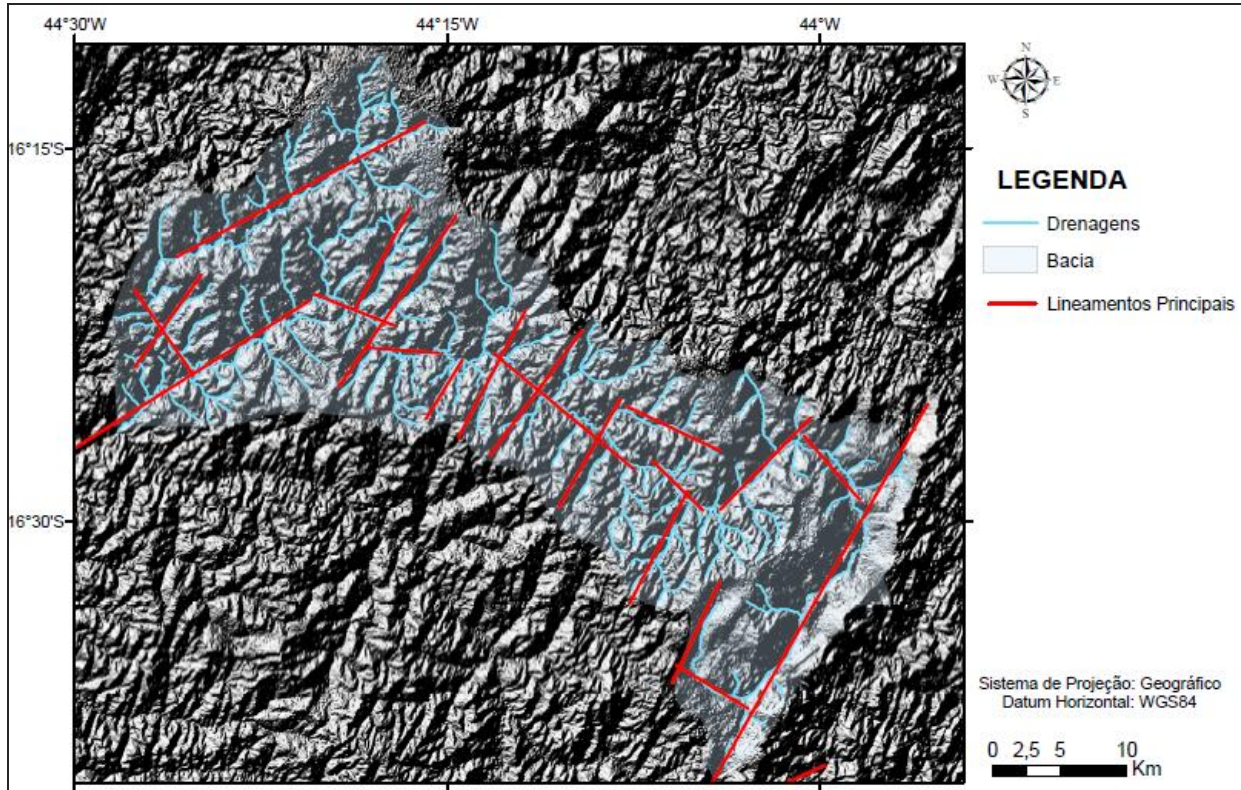 44°30'W
44°15'W
44°W
16°15'S
16°30'S
N
W
E
S
LEGENDA
Drenagens
Bacia
Lineamentos Principais
Sistema de Projeção: Geográfico
Datum Horizontal: WGS84
0 2,5 5 10
Km